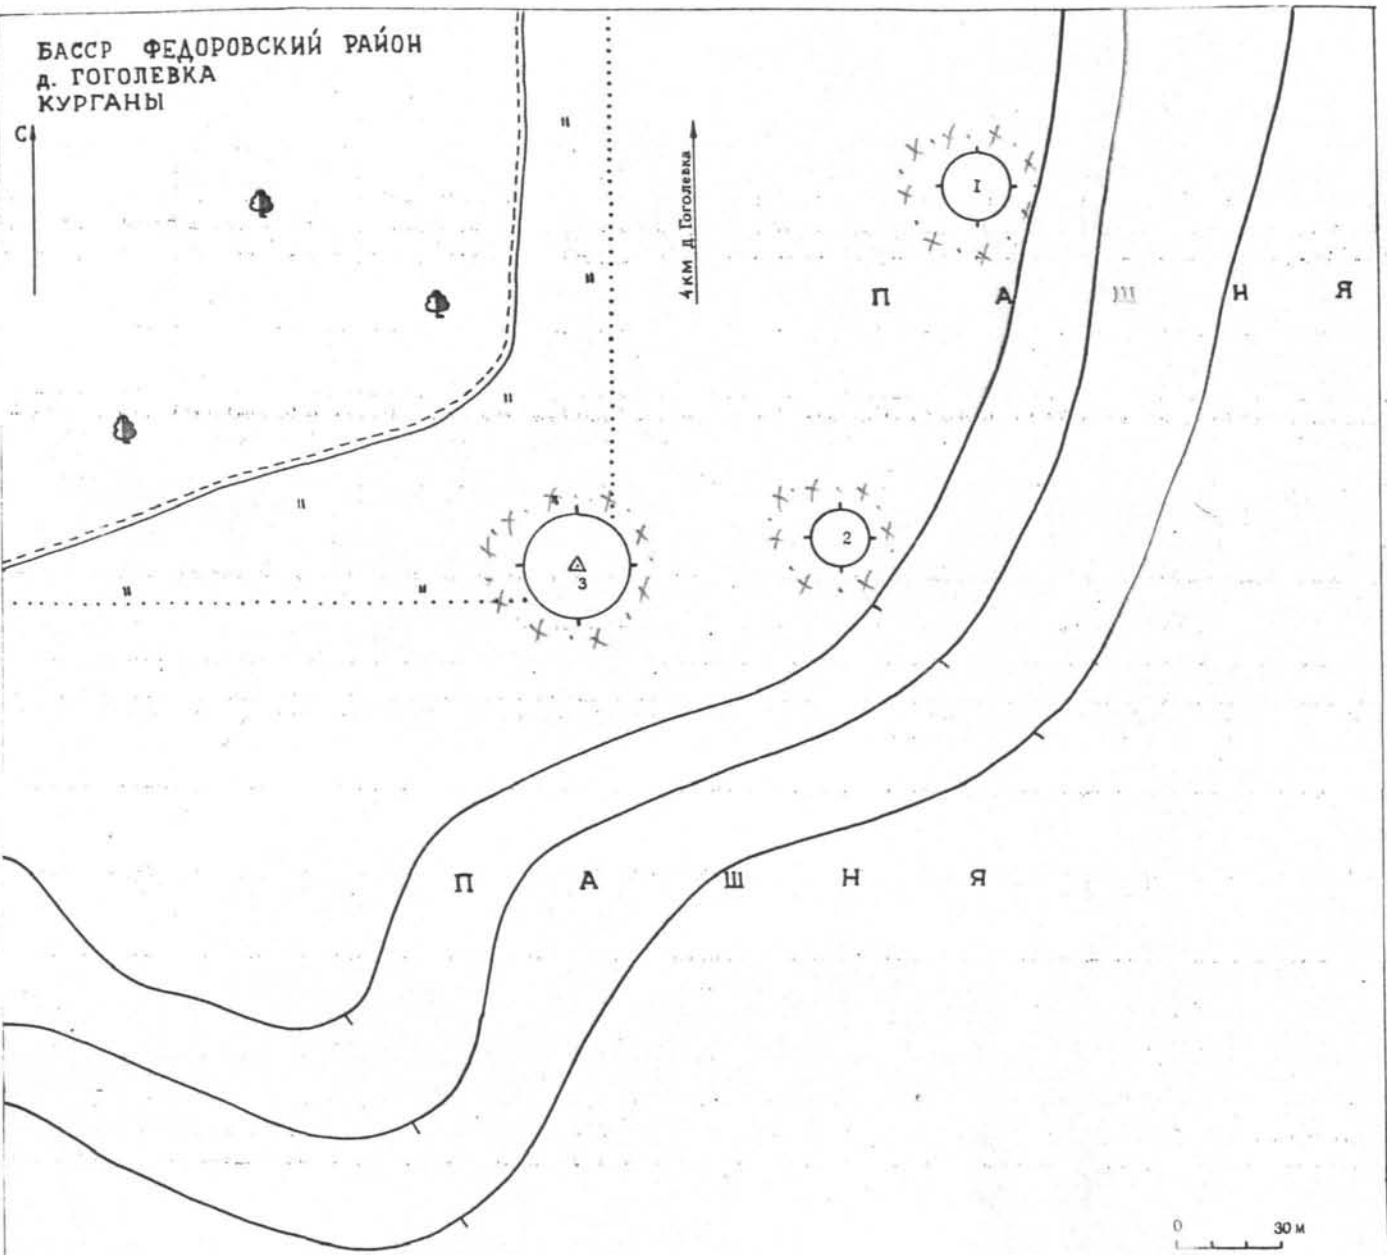 БАССР ФЕДОРОВСКИЙ РАЙОН
д. ГОГОЛЕВКА
КУРГАНЫ
С
4 км д. Гоголевка
I
П А Ш Н Я
2
3
П А Ш Н Я
0 30 м